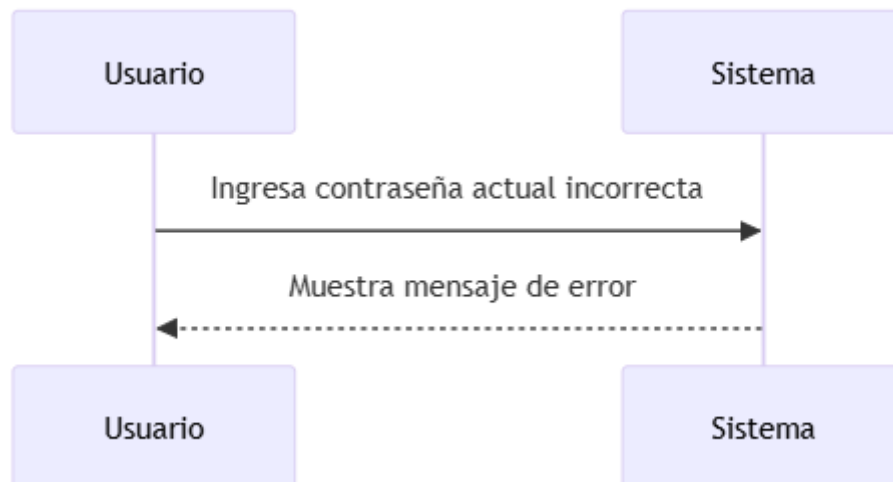 Usuario
Sistema
Ingresa contraseña actual incorrecta
Muestra mensaje de error
Usuario
Sistema